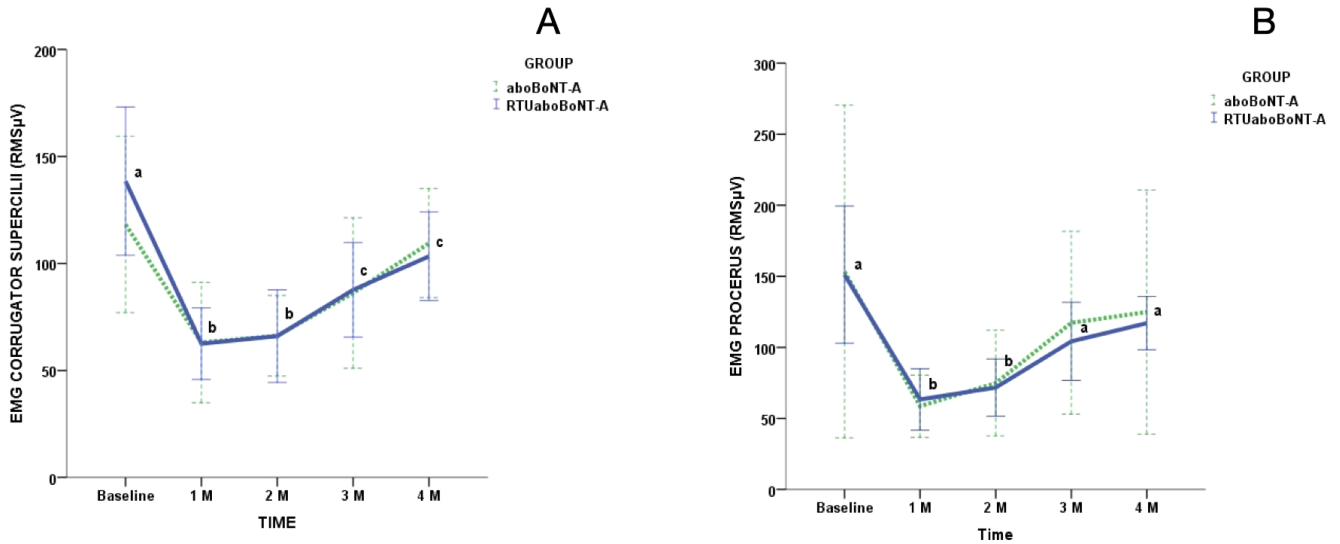 A
EMG CORRUGATOR SUPERCILII (RMSµV)
200
150
100
50
0
a
b
b
c
c
Baseline
1 M
2 M
3 M
4 M
TIME
GROUP
aboBoNT-A
RTUaboBoNT-A
B
EMG PROCERUS (RMSµV)
300
250
200
150
100
50
0
a
b
b
a
a
Baseline
1 M
2 M
3 M
4 M
Time
GROUP
aboBoNT-A
RTUaboBoNT-A